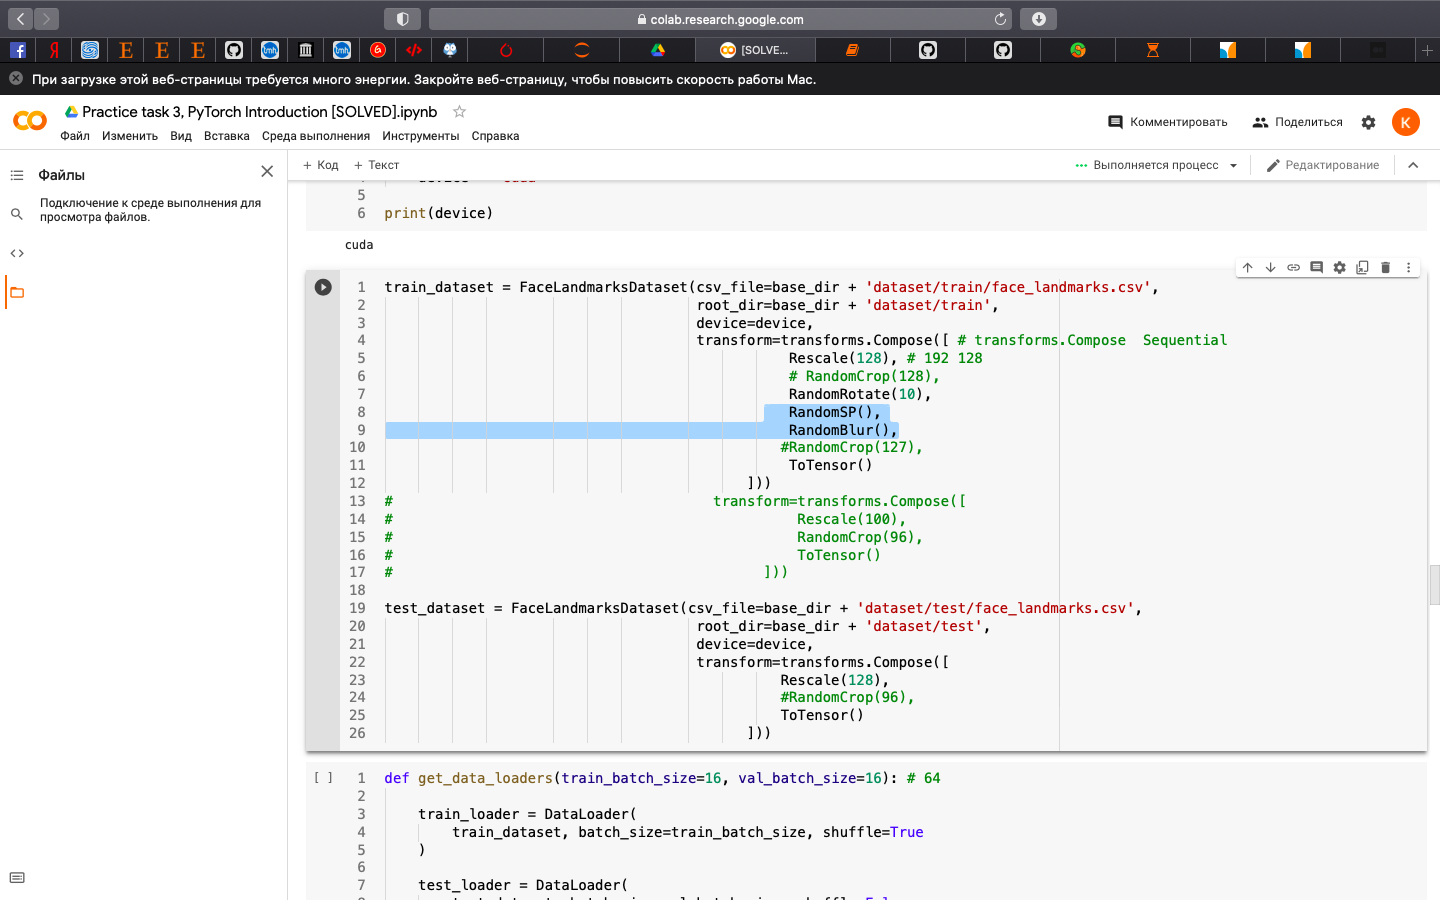 colab.research.google.com
[SOLVE...
При загрузке этой веб-страницы требуется много энергии. Закройте веб-страницу, чтобы повысить скорость работы Mac.
Practice task 3, PyTorch Introduction [SOLVED].ipynb
Файл Изменить Вид Вставка Среда выполнения Инструменты Справка
Комментировать Поделиться K
Файлы
Подключение к среде выполнения для
просмотра файлов.
+ Код + Текст
Выполняется процесс Редактирование
5
6 print(device)
cuda
1 train_dataset = FaceLandmarksDataset(csv_file=base_dir + 'dataset/train/face_landmarks.csv',
2 root_dir=base_dir + 'dataset/train',
3 device=device,
4 transform=transforms.Compose([ # transforms.Compose  Sequential
5 Rescale(128), # 192 128
6 # RandomCrop(128),
7 RandomRotate(10),
8 RandomSP(),
9 RandomBlur(),
10 #RandomCrop(127),
11 ToTensor()
12 ]))
13 # transform=transforms.Compose([
14 # Rescale(100),
15 # RandomCrop(96),
16 # ToTensor()
17 # ]))
18
19 test_dataset = FaceLandmarksDataset(csv_file=base_dir + 'dataset/test/face_landmarks.csv',
20 root_dir=base_dir + 'dataset/test',
21 device=device,
22 transform=transforms.Compose([
23 Rescale(128),
24 #RandomCrop(96),
25 ToTensor()
26 ]))
[ ] 1 def get_data_loaders(train_batch_size=16, val_batch_size=16): # 64
2
3 train_loader = DataLoader(
4 train_dataset, batch_size=train_batch_size, shuffle=True
5 )
6
7 test_loader = DataLoader(